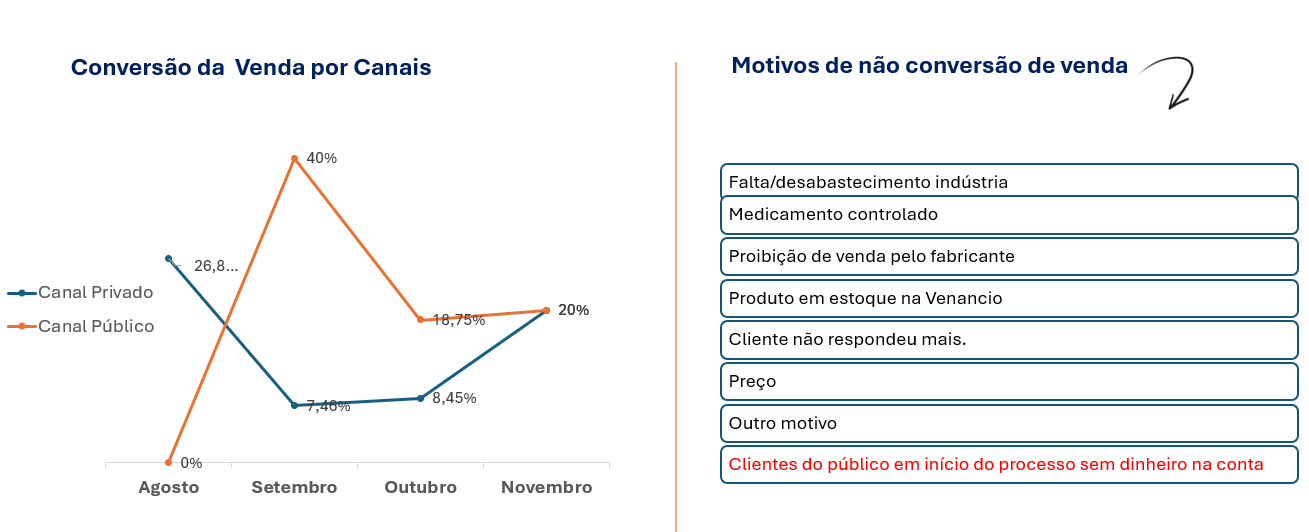 Conversão da  Venda por Canais
40%
26,8...
Canal Privado
Canal Público
18,75%
20%
7,46%
8,45%
0%
Agosto
Setembro
Outubro
Novembro
Motivos de não conversão de venda
Falta/desabastecimento indústria
Medicamento controlado
Proibição de venda pelo fabricante
Produto em estoque na Venancio
Cliente não respondeu mais.
Preço
Outro motivo
Clientes do público em início do processo sem dinheiro na conta